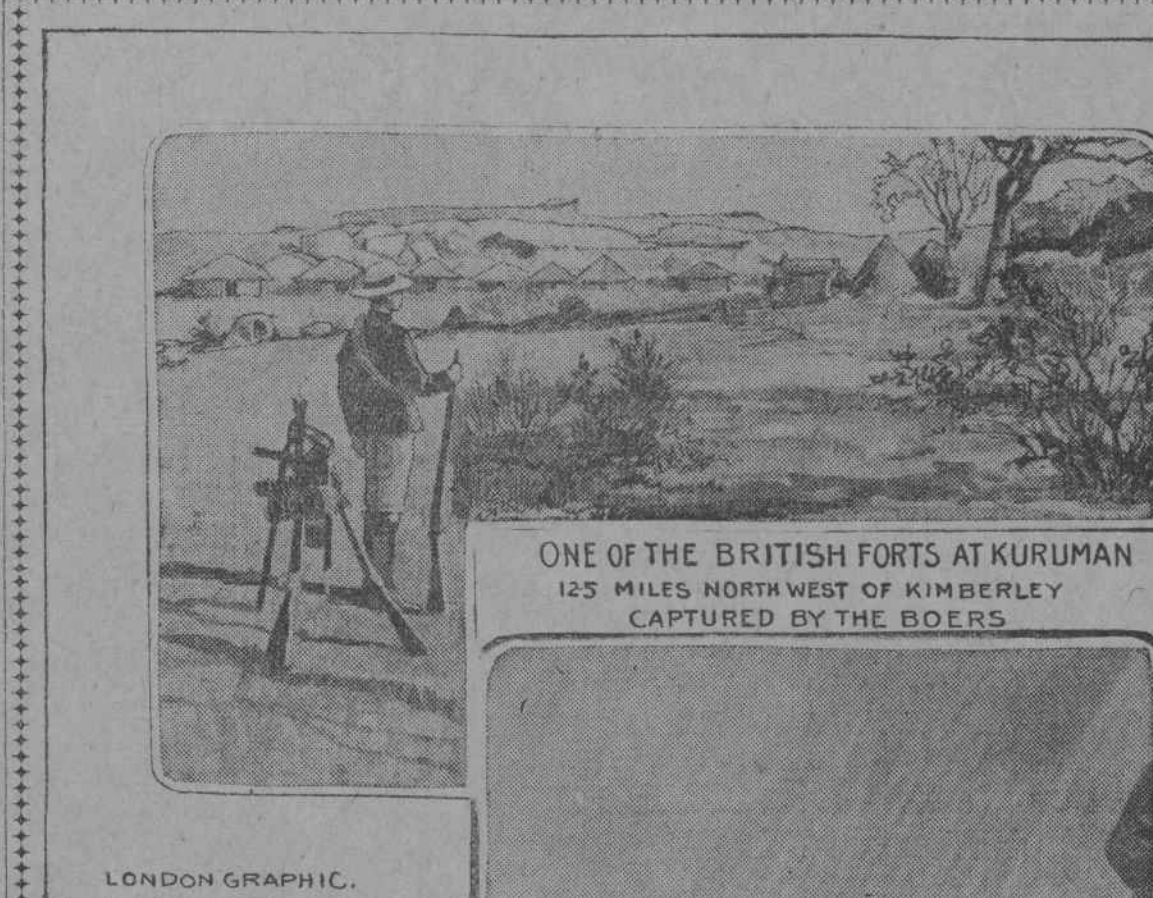 ONE OF THE BRITISH FORTS AT KURUMAN
125 MILES NORTH WEST OF KIMBERLEY
CAPTURED BY THE BOERS
LONDON GRAPHIC.